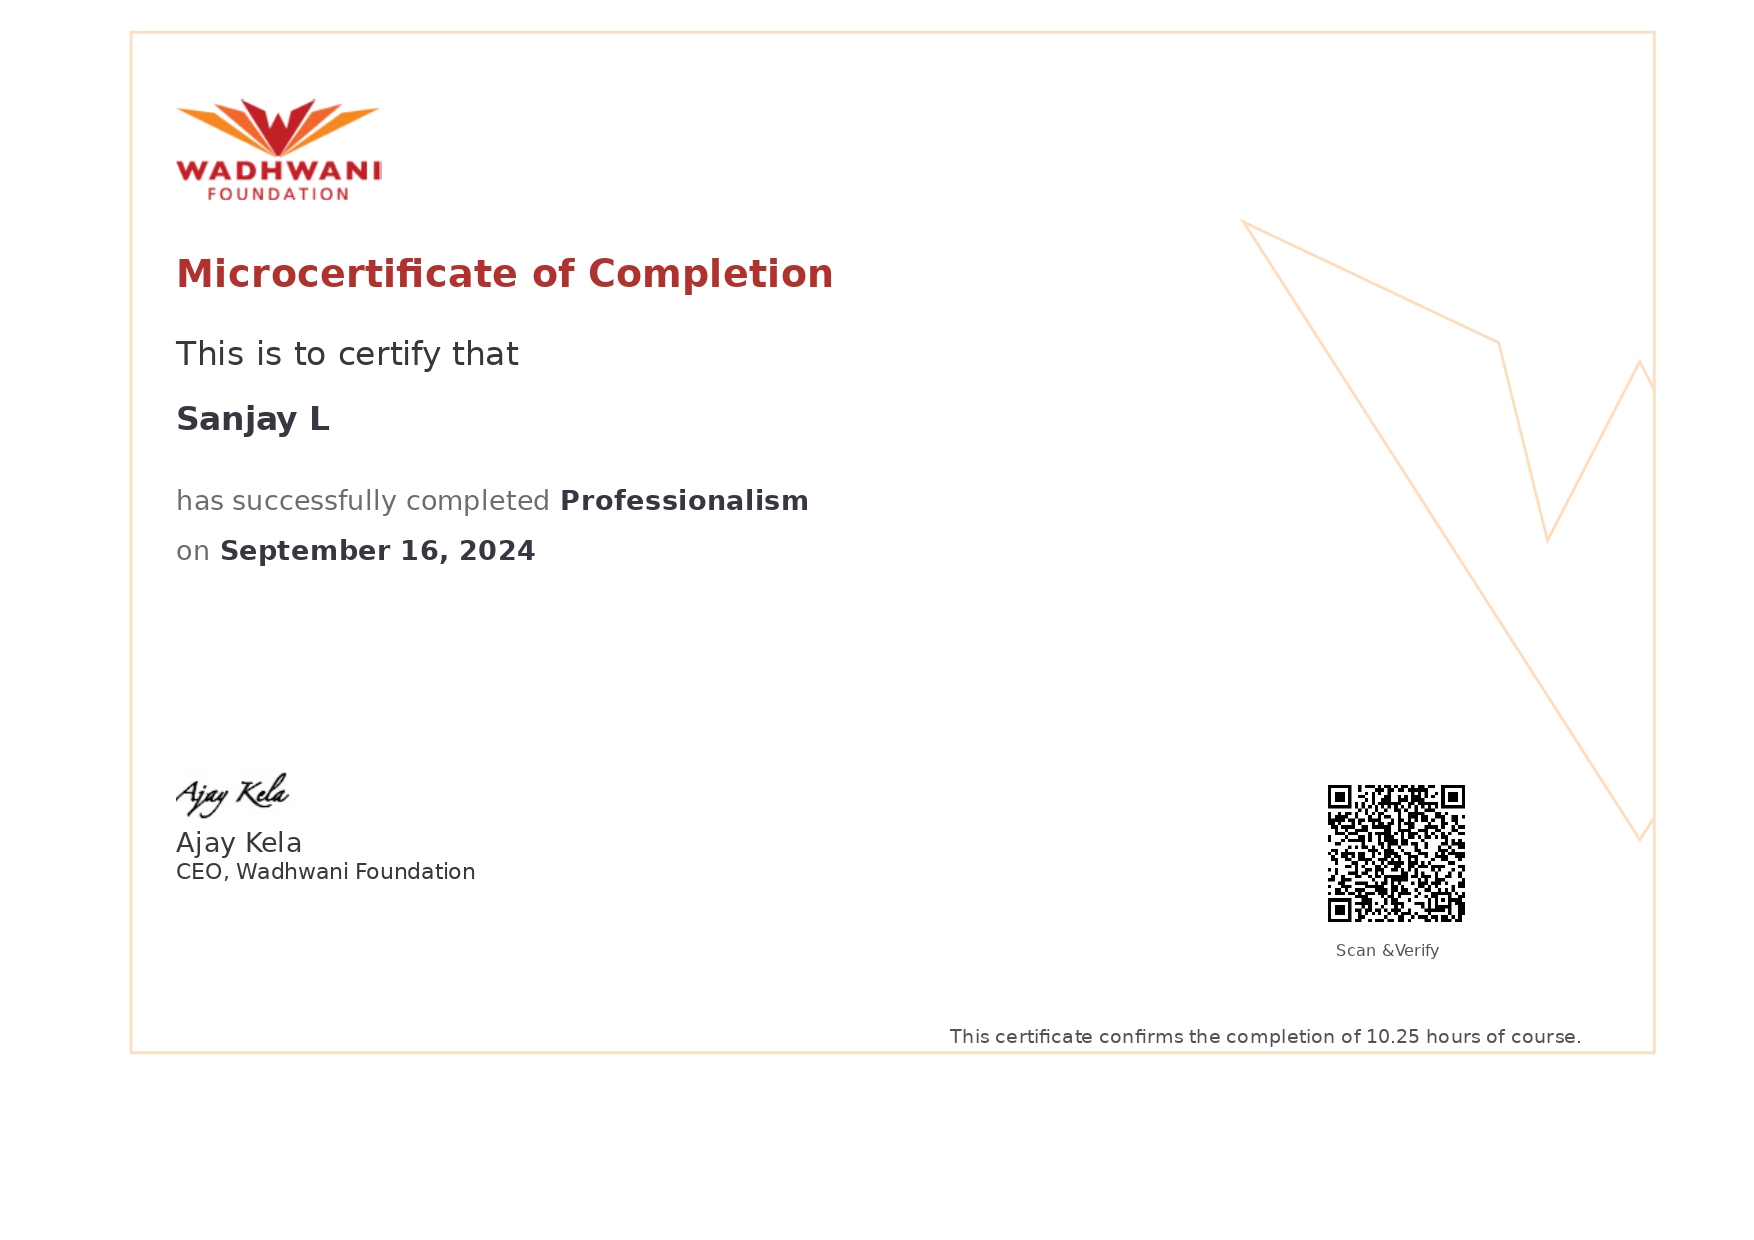 WADHWANI
FOUNDATION
Microcertificate of Completion
This is to certify that
Sanjay L
has successfully completed Professionalism
on September 16, 2024
Ajay Kela
Ajay Kela
CEO, Wadhwani Foundation
Scan &Verify
This certificate confirms the completion of 10.25 hours of course.